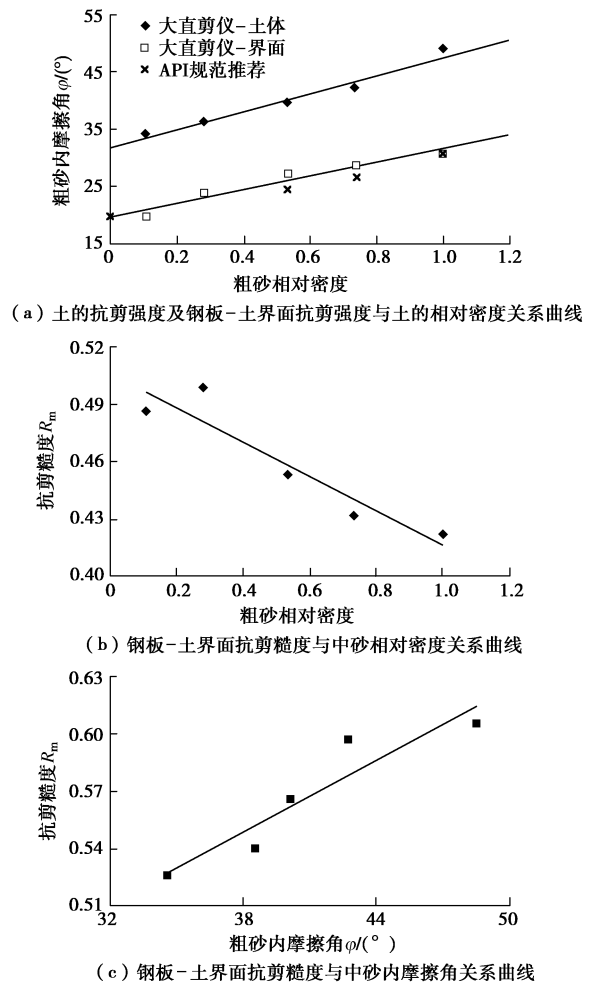 55
45
35
25
15
粗砂内摩擦角φ/(°)
◆ 大直剪仪-土体
□ 大直剪仪-界面
× API规范推荐
0 0.2 0.4 0.6 0.8 1.0 1.2
粗砂相对密度
(a)土的抗剪强度及钢板-土界面抗剪强度与土的相对密度关系曲线
0.52
0.49
0.46
0.43
0.40
抗剪糙度Rm
0 0.2 0.4 0.6 0.8 1.0 1.2
粗砂相对密度
(b)钢板-土界面抗剪糙度与中砂相对密度关系曲线
0.63
0.60
0.57
0.54
0.51
抗剪糙度Rm
32 38 44 50
粗砂内摩擦角φ/(°)
(c)钢板-土界面抗剪糙度与中砂内摩擦角关系曲线